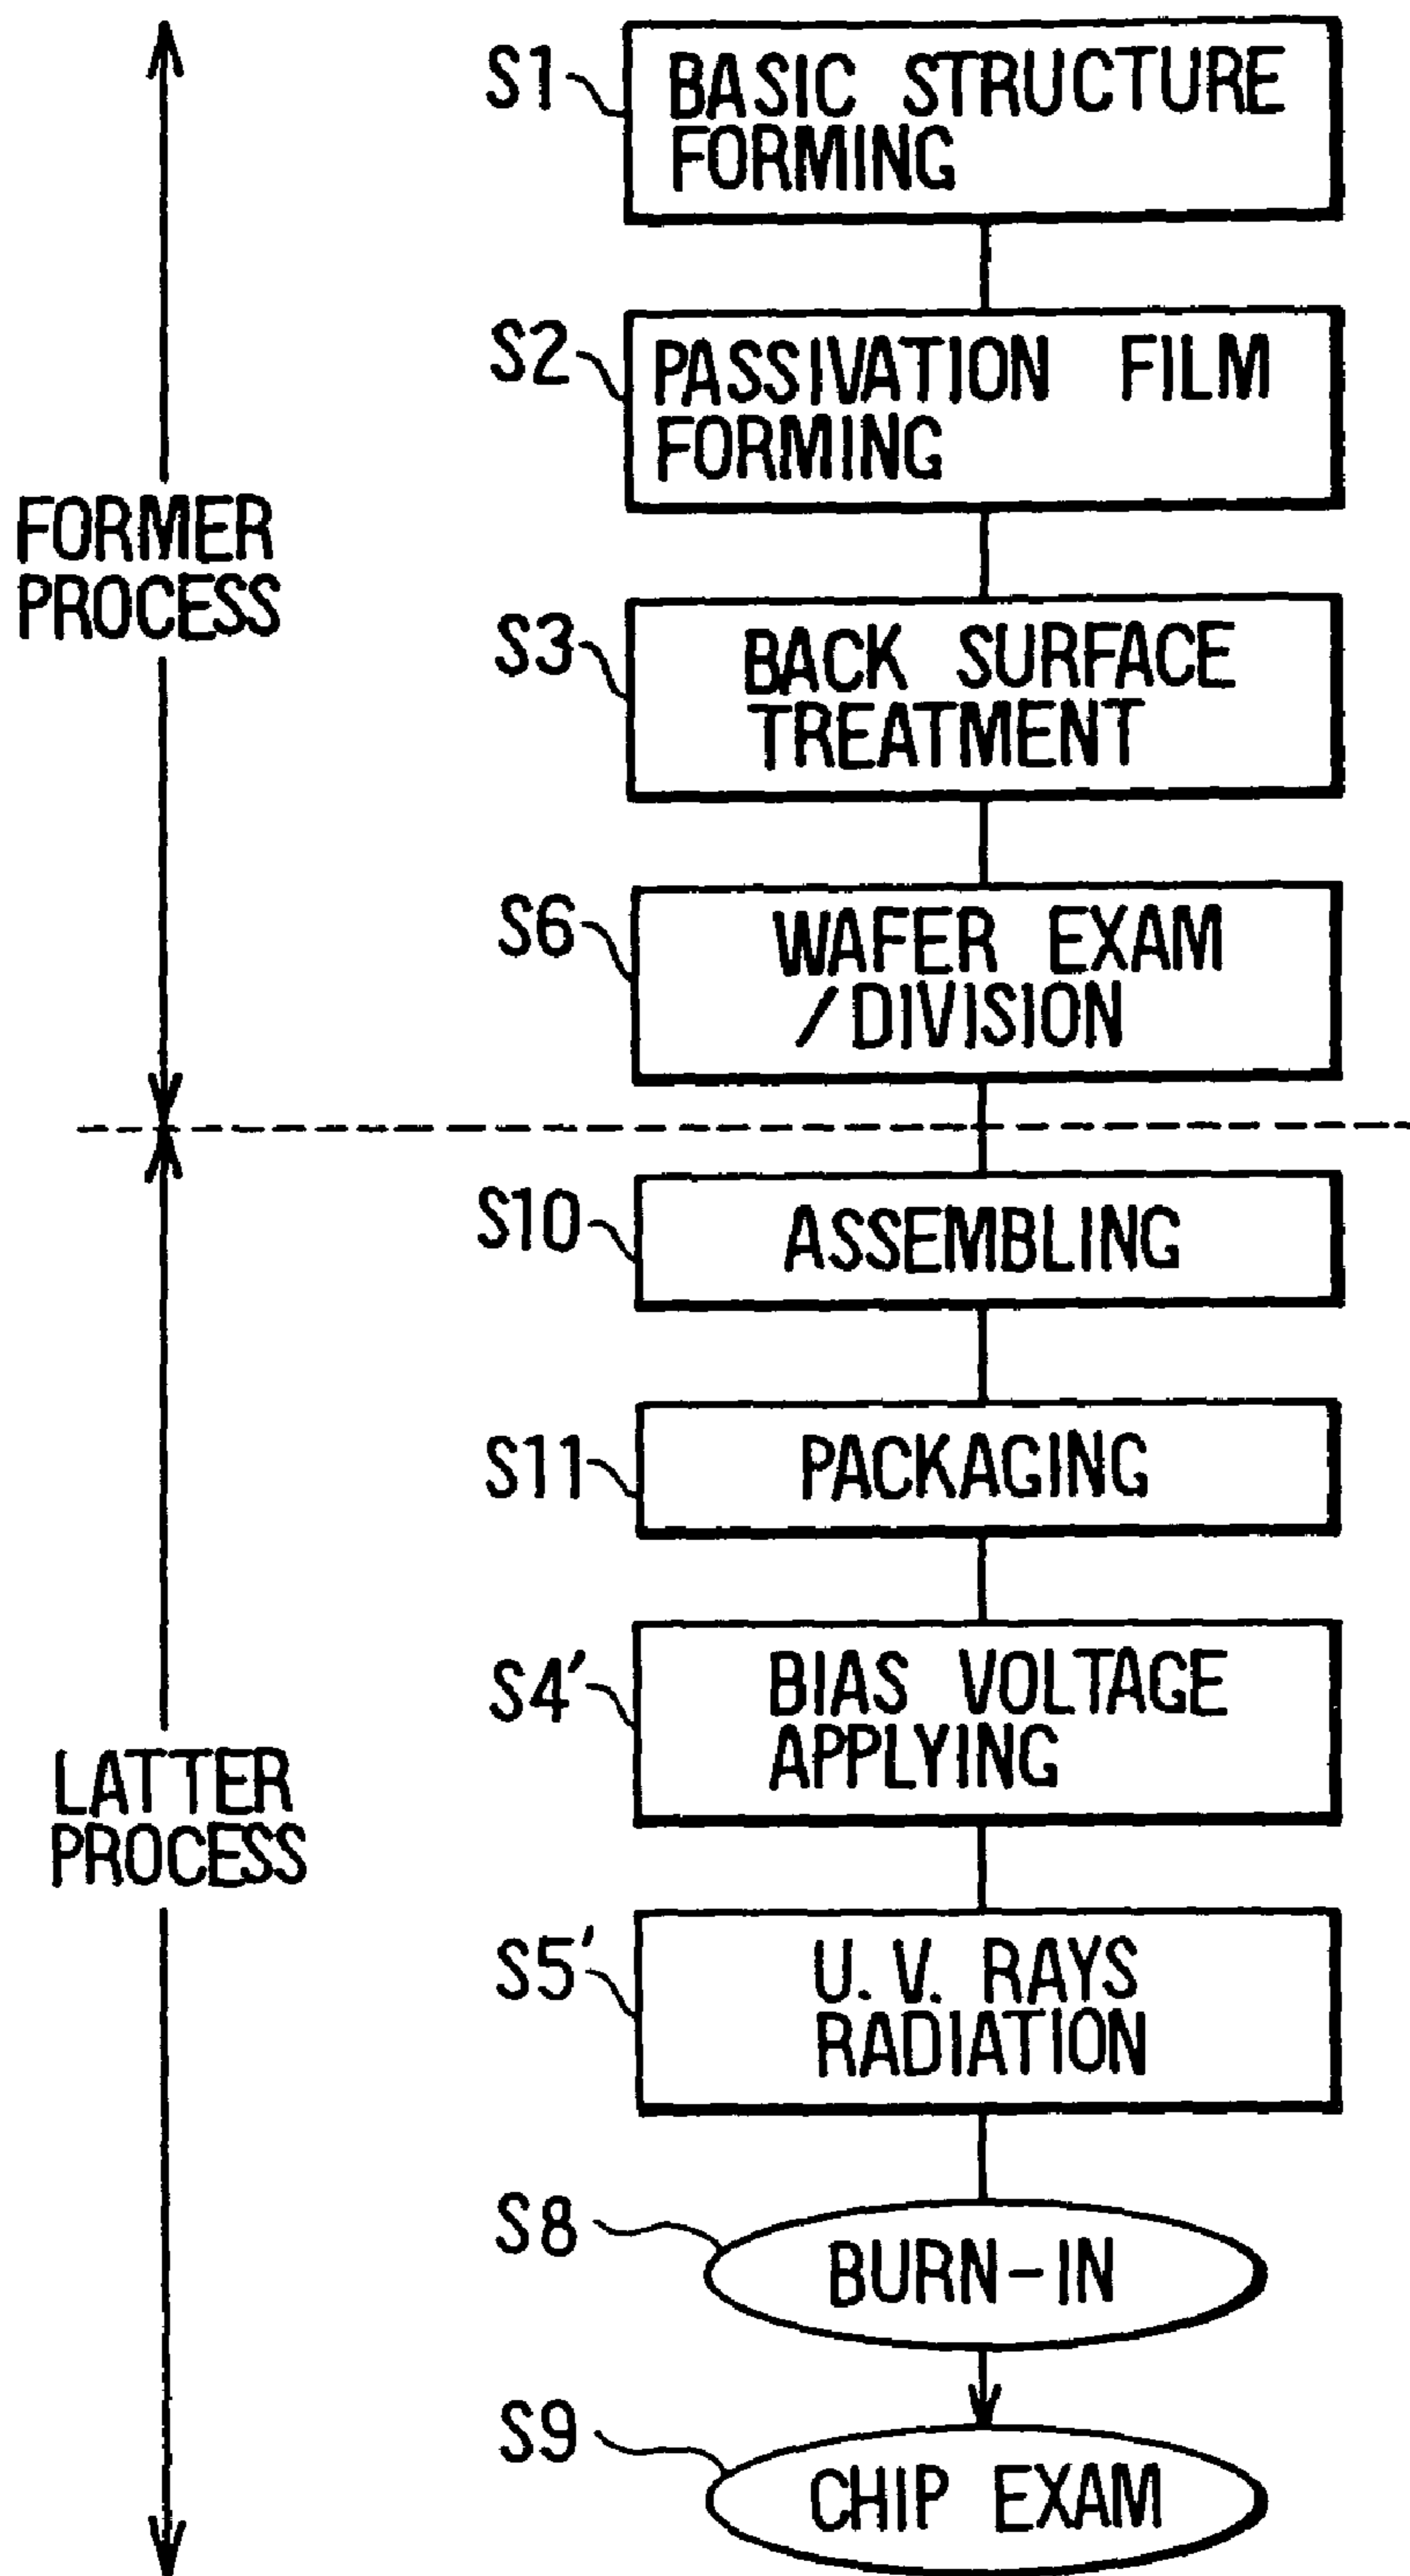 S1
BASIC STRUCTURE
FORMING
S2
PASSIVATION FILM
FORMING
FORMER
PROCESS
S3
BACK SURFACE
TREATMENT
S6
WAFER EXAM
/DIVISION
S10
ASSEMBLING
S11
PACKAGING
S4'
BIAS VOLTAGE
APPLYING
LATTER
PROCESS
S5'
U.V. RAYS
RADIATION
S8
BURN-IN
S9
CHIP EXAM